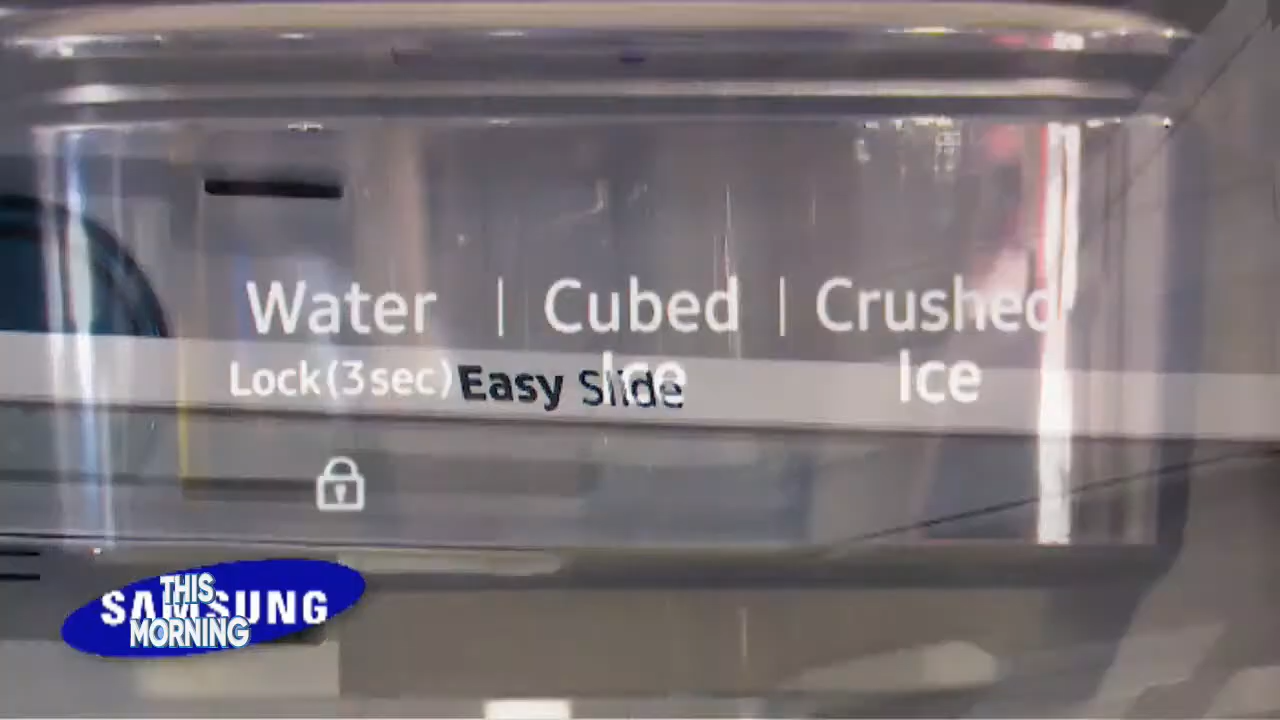 Water | Cubed Ice | Crushed Ice
Lock(3sec)
Easy Slide
SAMSUNG
THIS MORNING